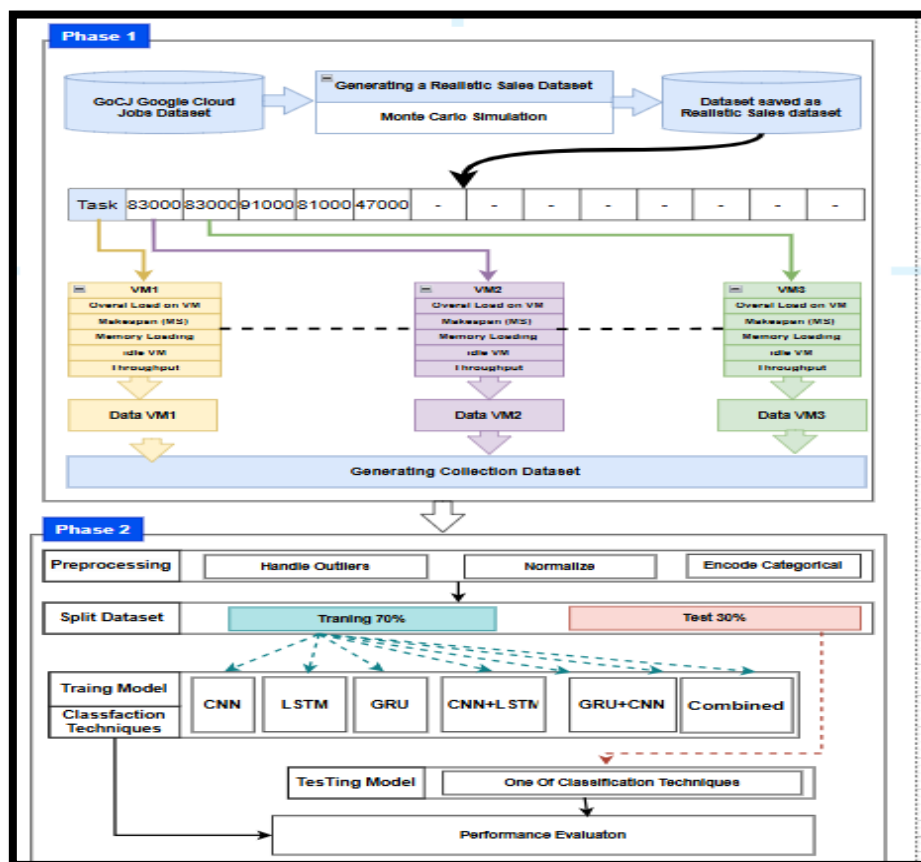 Phase 1
GoCJ Google Cloud
Jobs Dataset
Generating a Realistic Sales Dataset
Monte Carlo Simulation
Dataset saved as
Realistic Sales dataset
Task 83000 83000 91000 81000 47000 - - - - - - - -
VM1
Overal Load on VM
Makespan (MS)
Memory Loading
Idle VM
Throughput
Data VM1
VM2
Overal Load on VM
Makespan (MS)
Memory Loading
Idle VM
Throughput
Data VM2
VM3
Overal Load on VM
Makespan (MS)
Memory Loading
Idle VM
Throughput
Data VM3
Generating Collection Dataset
Phase 2
Preprocessing
Handle Outliers
Normalize
Encode Categorical
Split Dataset
Traning 70%
Test 30%
Traing Model
Classfaction
Techniques
CNN
LSTM
GRU
CNN+LSTM
GRU+CNN
Combined
TesTing Model
One Of Classification Techniques
Performance Evaluaton